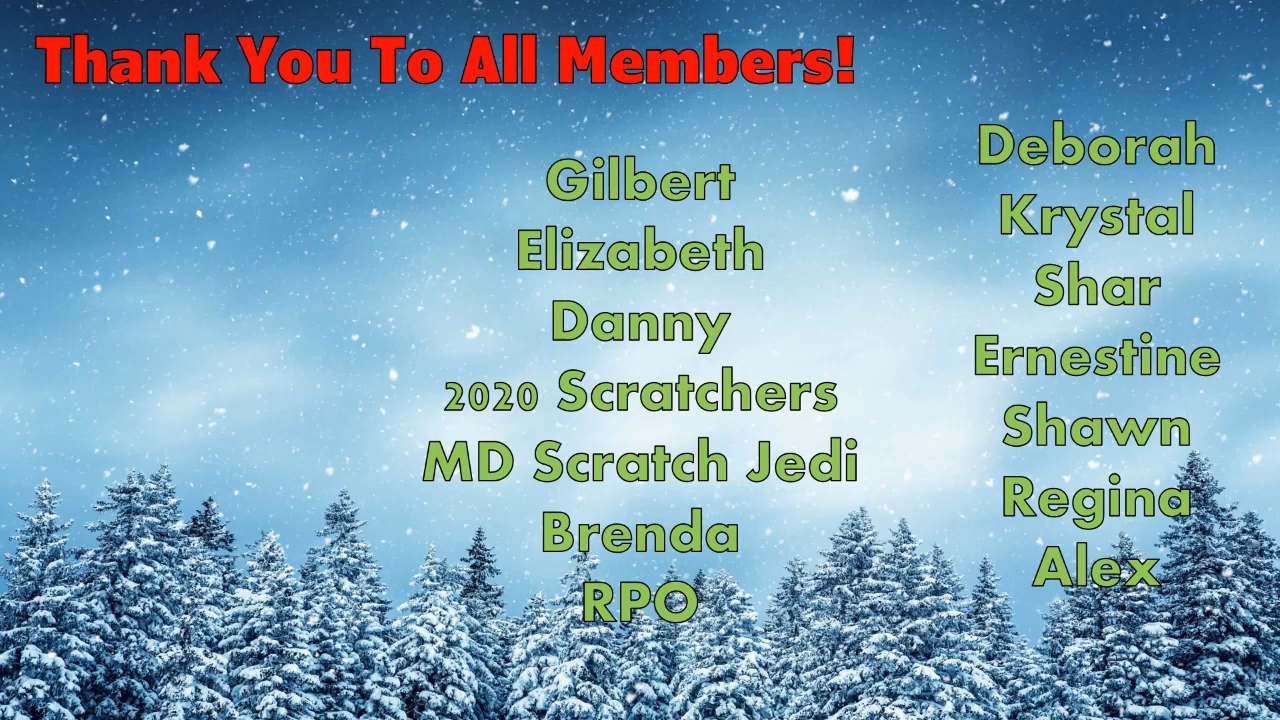 Thank You To All Members!
Gilbert
Elizabeth
Danny
2020 Scratchers
MD Scratch Jedi
Brenda
RPO
Deborah
Krystal
Shar
Ernestine
Shawn
Regina
Alex